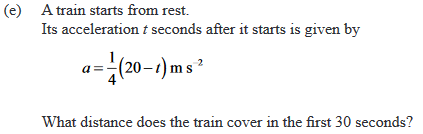 (e) A train starts from rest.
Its acceleration t seconds after it starts is given by
a = 1/4 (20 – t) m s⁻²
What distance does the train cover in the first 30 seconds?